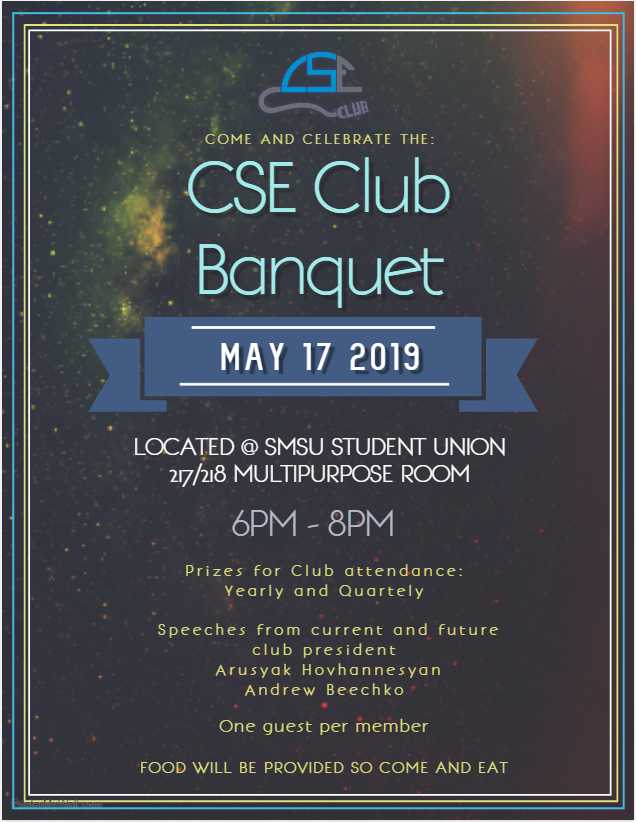 CSE
CLUB
COME AND CELEBRATE THE:
CSE Club
Banquet
MAY 17 2019
LOCATED @ SMSU STUDENT UNION
217/218 MULTIPURPOSE ROOM
6PM - 8PM
Prizes for Club attendance:
Yearly and Quartely
Speeches from current and future
club president
Arusyak Hovhannesyan
Andrew Beechko
One guest per member
FOOD WILL BE PROVIDED SO COME AND EAT